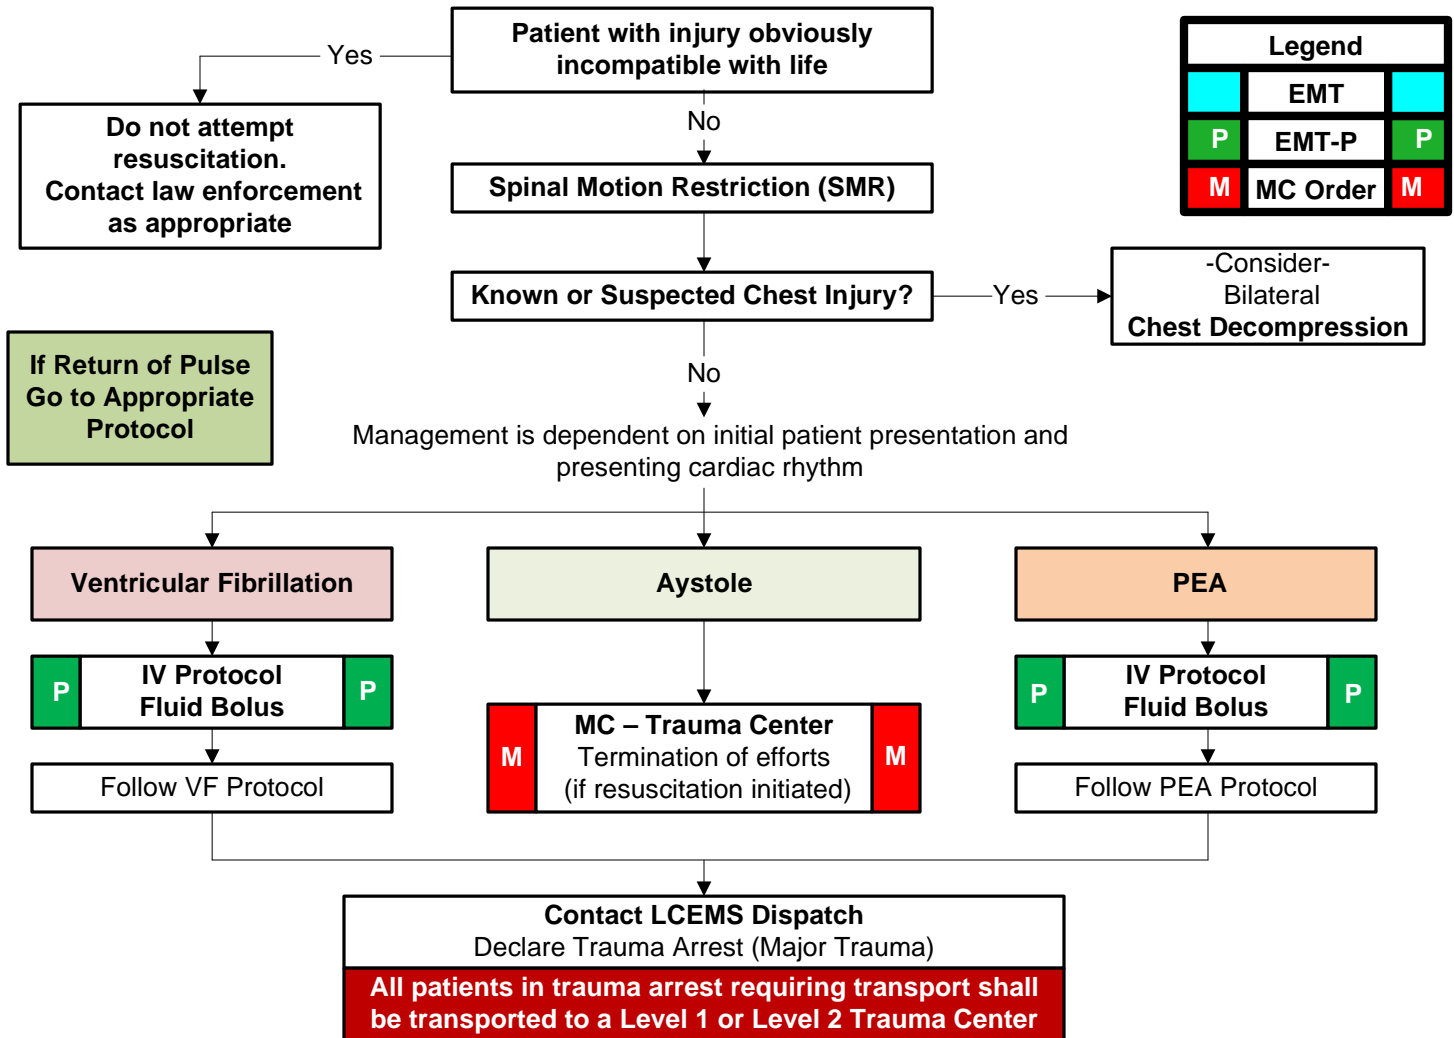 Patient with injury obviously
incompatible with life
Yes
Do not attempt
resuscitation.
Contact law enforcement
as appropriate
No
Legend
EMT
P EMT-P P
M MC Order M
Spinal Motion Restriction (SMR)
Known or Suspected Chest Injury?
Yes
-Consider-
Bilateral
Chest Decompression
If Return of Pulse
Go to Appropriate
Protocol
No
Management is dependent on initial patient presentation and
presenting cardiac rhythm
Ventricular Fibrillation
P IV Protocol P
Fluid Bolus
Follow VF Protocol
Aystole
MC – Trauma Center
M Termination of efforts M
(if resuscitation initiated)
PEA
P IV Protocol P
Fluid Bolus
Follow PEA Protocol
Contact LCEMS Dispatch
Declare Trauma Arrest (Major Trauma)
All patients in trauma arrest requiring transport shall
be transported to a Level 1 or Level 2 Trauma Center